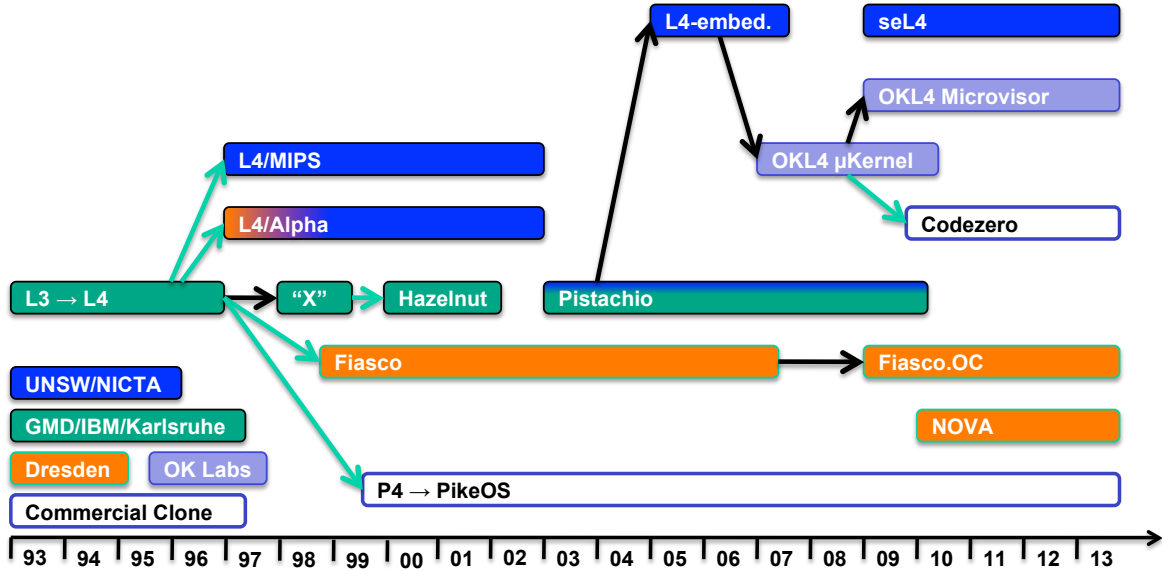 L4-embed.
seL4
OKL4 Microvisor
L4/MIPS
OKL4 µKernel
L4/Alpha
Codezero
L3 → L4
“X”
Hazelnut
Pistachio
Fiasco
Fiasco.OC
UNSW/NICTA
GMD/IBM/Karlsruhe
NOVA
Dresden
OK Labs
P4 → PikeOS
Commercial Clone
93 94 95 96 97 98 99 00 01 02 03 04 05 06 07 08 09 10 11 12 13